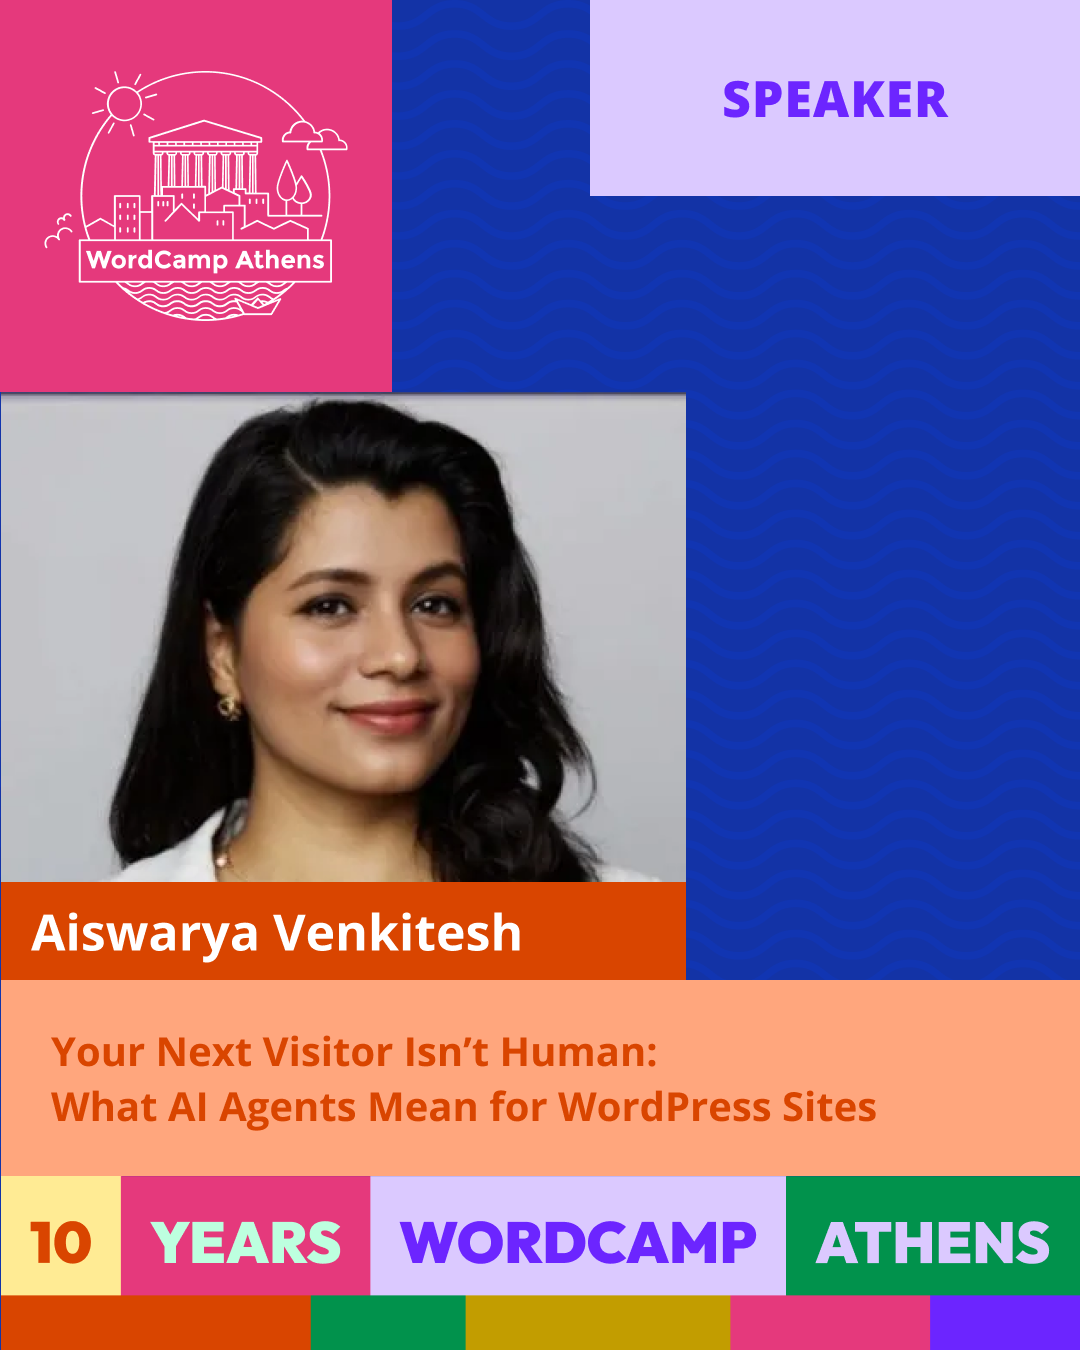 WordCamp Athens
SPEAKER
Aiswarya Venkitesh
Your Next Visitor Isn’t Human:
What AI Agents Mean for WordPress Sites
10 YEARS WORDCAMP ATHENS